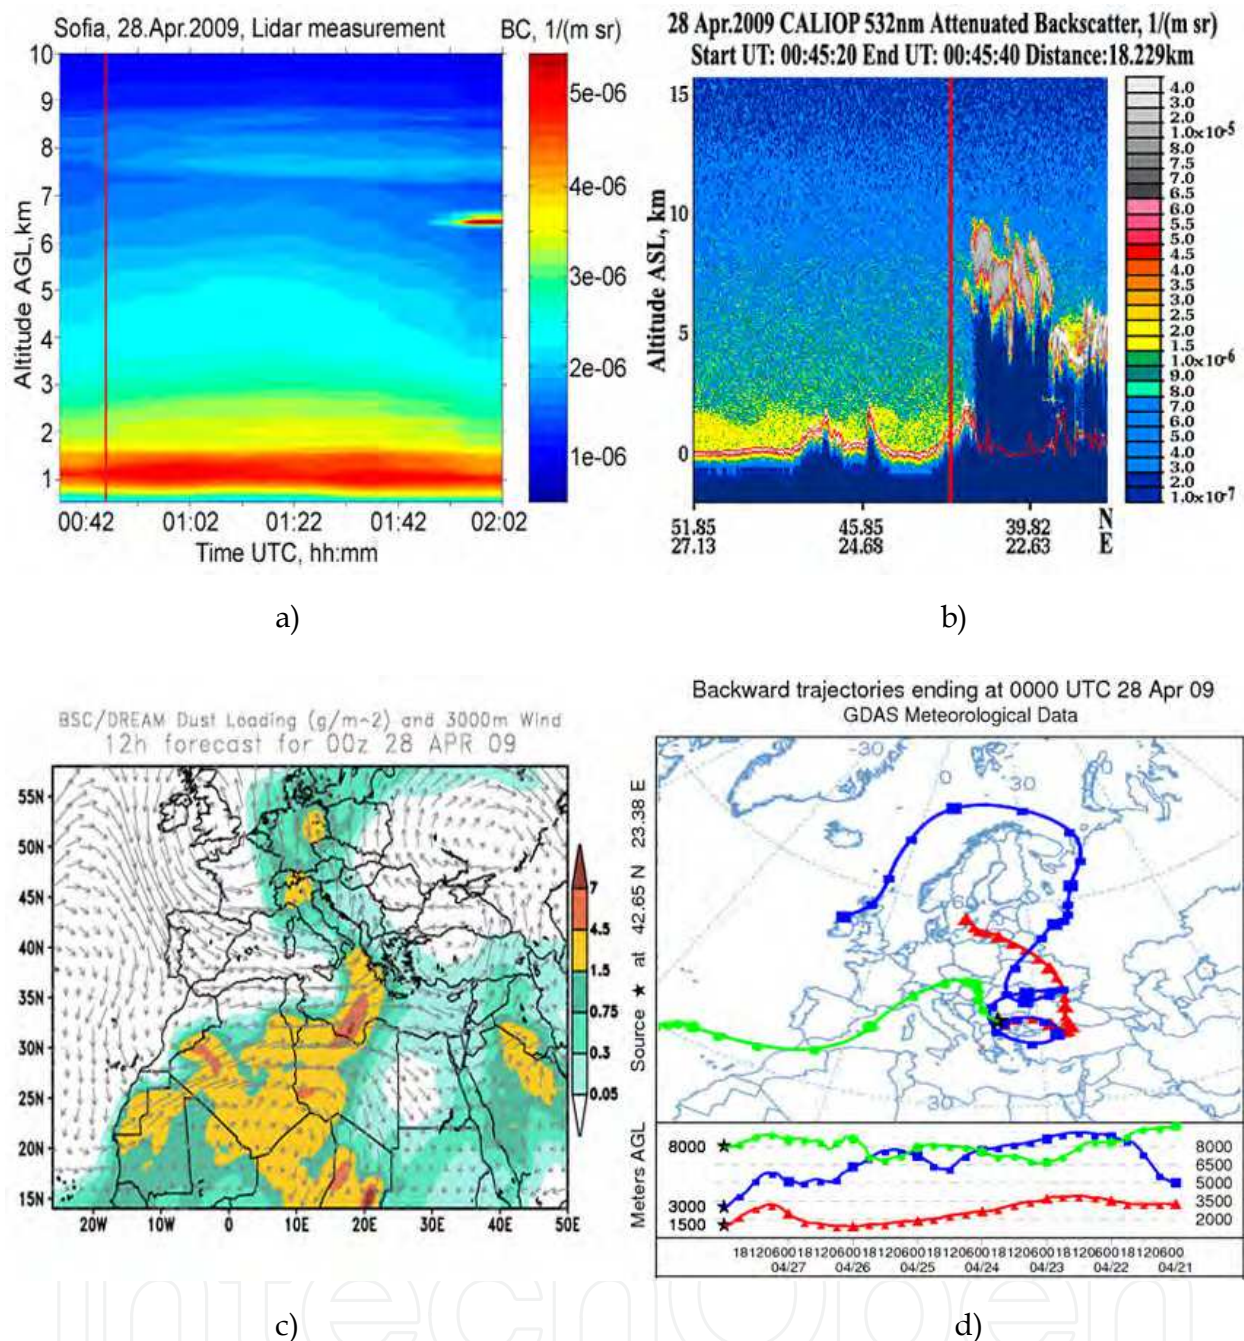 Sofia, 28.Apr.2009, Lidar measurement
BC, 1/(m sr)
10
9
8
7
6
5
4
3
2
1
Altitude AGL,km
5e-06
4e-06
3e-06
2e-06
1e-06
00:42 01:02 01:22 01:42 02:02
Time UTC, hh:mm
a)
28 Apr.2009 CALIOP 532nm Attenuated Backscatter, 1/(m sr)
Start UT: 00:45:20 End UT: 00:45:40 Distance:18.229km
15
10
5
0
Altitude ASL, km
4.0
3.0
2.0
1.0x10-5
8.0
7.5
7.0
6.5
6.0
5.5
5.0
4.5
4.0
3.5
3.0
2.5
2.0
1.5
1.0x10-6
9.0
8.0
7.0
6.0
5.0
4.0
3.0
2.0
1.0x10-7
51.85 45.85 39.82 N
27.13 24.68 22.63 E
b)
BSC/DREAM Dust Loading (g/m^2) and 3000m Wind
12h forecast for 00z 28 APR 09
55N
50N
45N
40N
35N
30N
25N
20N
15N
20W 10W 0 10E 20E 30E 40E 50E
7
4.5
1.5
0.75
0.3
0.05
c)
Backward trajectories ending at 0000 UTC 28 Apr 09
GDAS Meteorological Data
Source ★ at 42.65 N 23.38 E
-30
0
30
60
30
Meters AGL
8000
3000
1500
8000
6500
5000
3500
2000
18120600181206001812060018120600181206001812060018120600
04/27 04/26 04/25 04/24 04/23 04/22 04/21
d)
IntechOpen